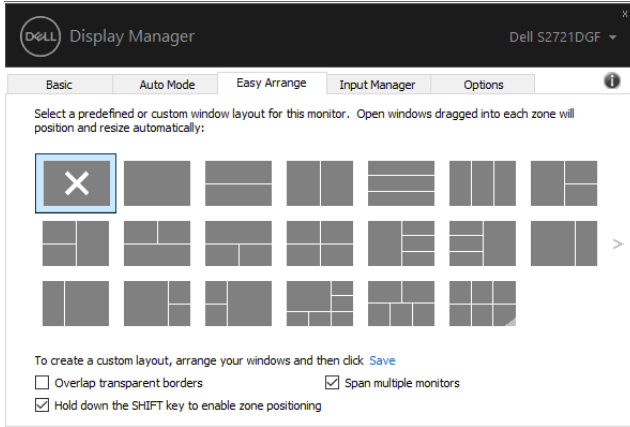 DELL Display Manager
Dell S2721DGF
Basic
Auto Mode
Easy Arrange
Input Manager
Options
Select a predefined or custom window layout for this monitor. Open windows dragged into each zone will
position and resize automatically:
To create a custom layout, arrange your windows and then click Save
Overlap transparent borders
Span multiple monitors
Hold down the SHIFT key to enable zone positioning